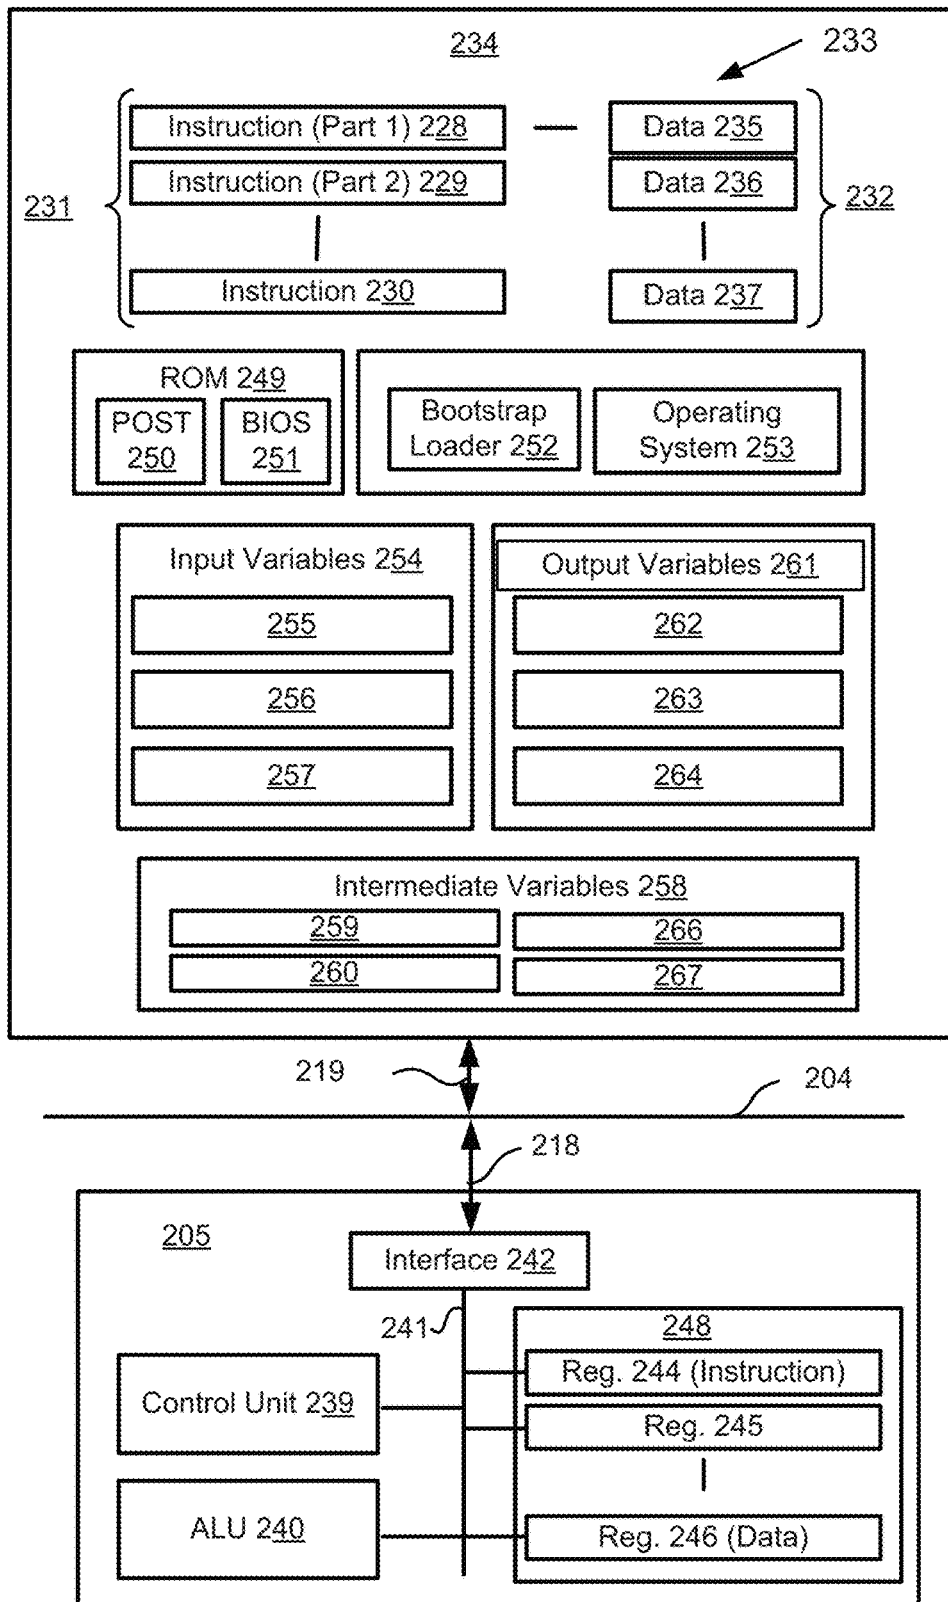 234
233
Instruction (Part 1) 228
Data 235
Instruction (Part 2) 229
Data 236
231
232
Instruction 230
Data 237
ROM 249
POST
250
BIOS
251
Bootstrap
Loader 252
Operating
System 253
Input Variables 254
255
256
257
Output Variables 261
262
263
264
Intermediate Variables 258
259
266
260
267
219
204
218
205
Interface 242
241
248
Reg. 244 (Instruction)
Control Unit 239
Reg. 245
ALU 240
Reg. 246 (Data)